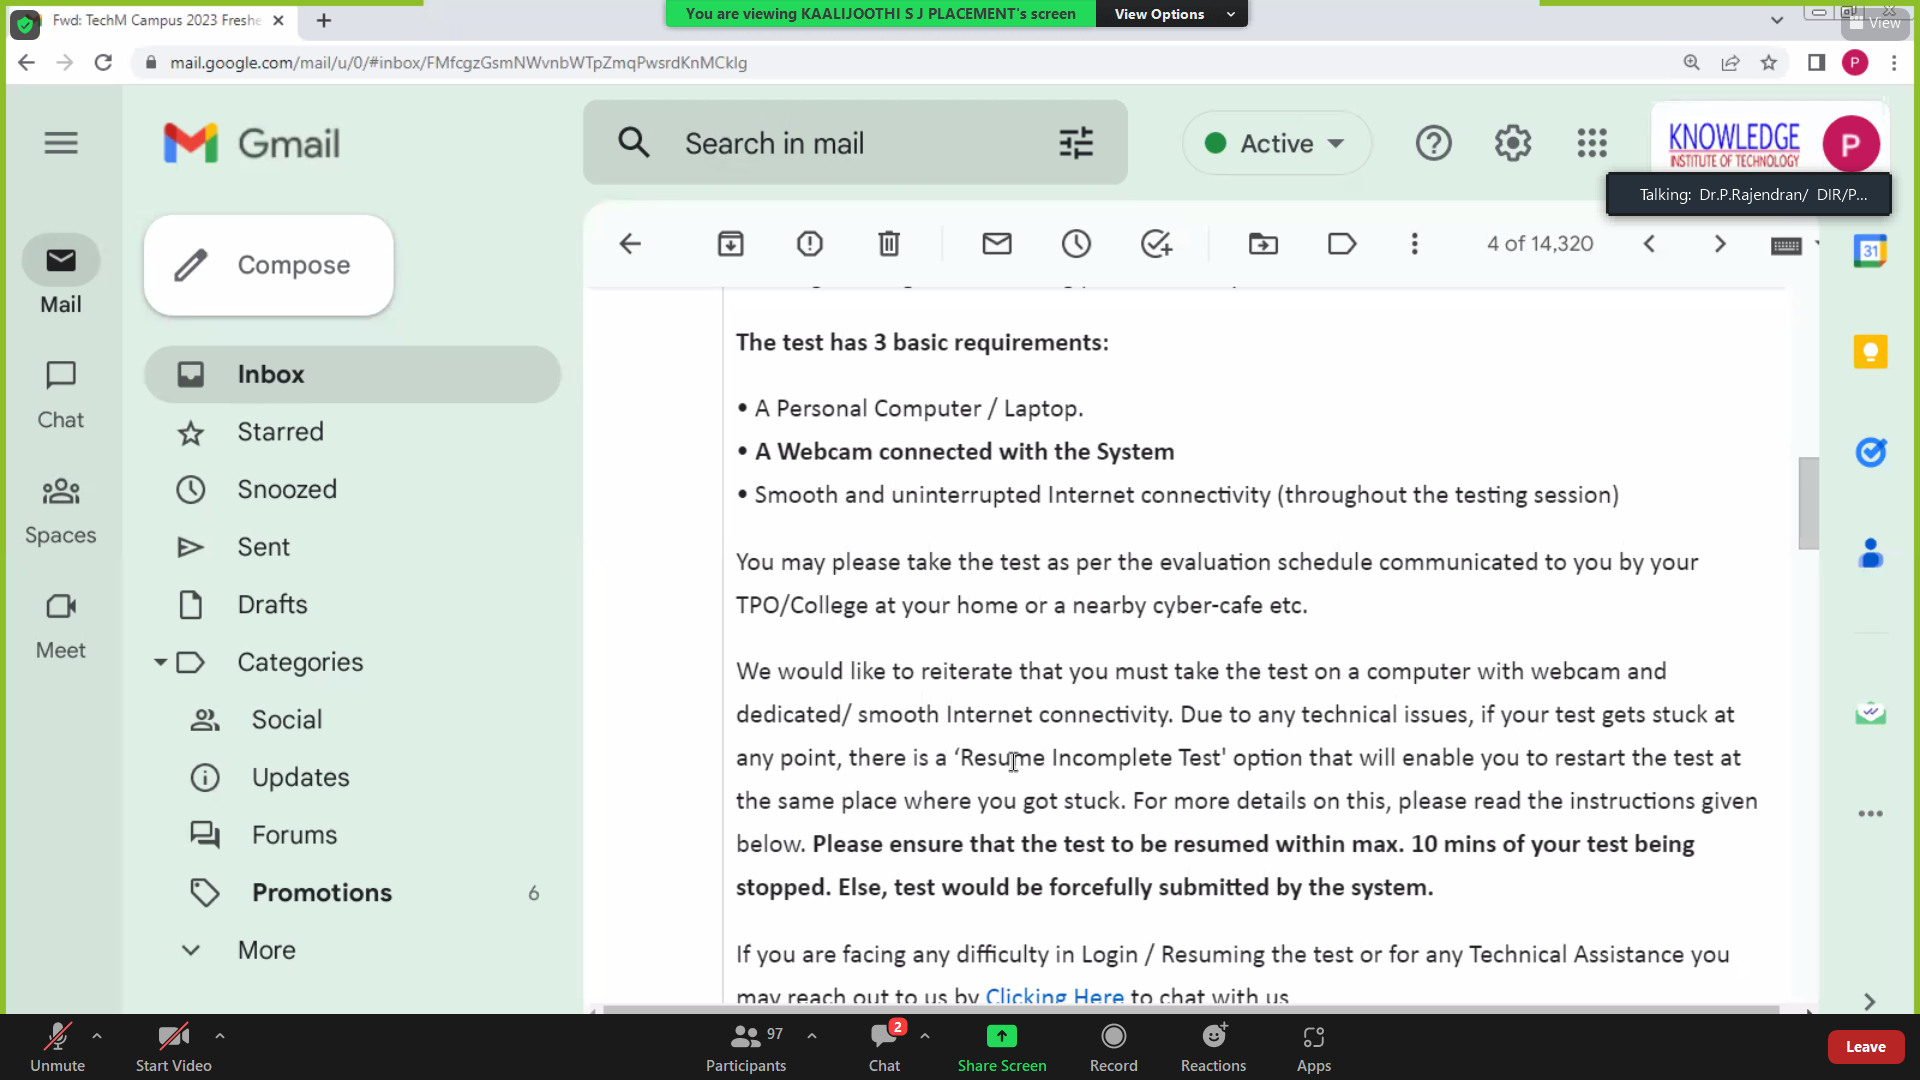 Fwd: TechM Campus 2023 Freshe
You are viewing KAALIJOOTHI S J PLACEMENT's screen
View Options
View
mail.google.com/mail/u/0/#inbox/FMfcgzGsmNWvnbWTpZmqPwsrdKnMCklg
P
Gmail
Search in mail
Active
KNOWLEDGE
INSTITUTE OF TECHNOLOGY
P
Talking: Dr.P.Rajendran/ DIR/P...
Compose
4 of 14,320
31
Mail
Chat
Spaces
Meet
Inbox
Starred
Snoozed
Sent
Drafts
Categories
Social
Updates
Forums
Promotions 6
More
The test has 3 basic requirements:
• A Personal Computer / Laptop.
• A Webcam connected with the System
• Smooth and uninterrupted Internet connectivity (throughout the testing session)
You may please take the test as per the evaluation schedule communicated to you by your
TPO/College at your home or a nearby cyber-cafe etc.
We would like to reiterate that you must take the test on a computer with webcam and
dedicated/ smooth Internet connectivity. Due to any technical issues, if your test gets stuck at
any point, there is a ‘Resume Incomplete Test' option that will enable you to restart the test at
the same place where you got stuck. For more details on this, please read the instructions given
below. Please ensure that the test to be resumed within max. 10 mins of your test being
stopped. Else, test would be forcefully submitted by the system.
If you are facing any difficulty in Login / Resuming the test or for any Technical Assistance you
may reach out to us by Clicking Here to chat with us
Unmute
Start Video
97
Participants
2
Chat
Share Screen
Record
Reactions
Apps
Leave